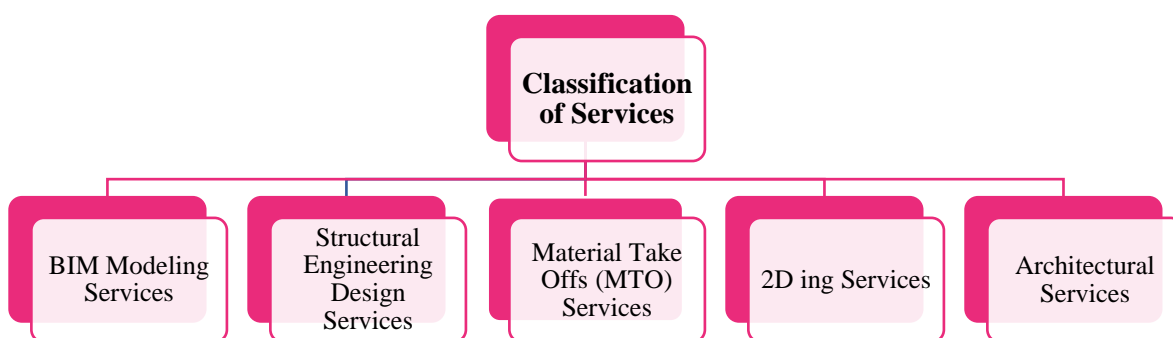 Classification
of Services
BIM Modeling
Services
Structural
Engineering
Design
Services
Material Take
Offs (MTO)
Services
2D ing Services
Architectural
Services